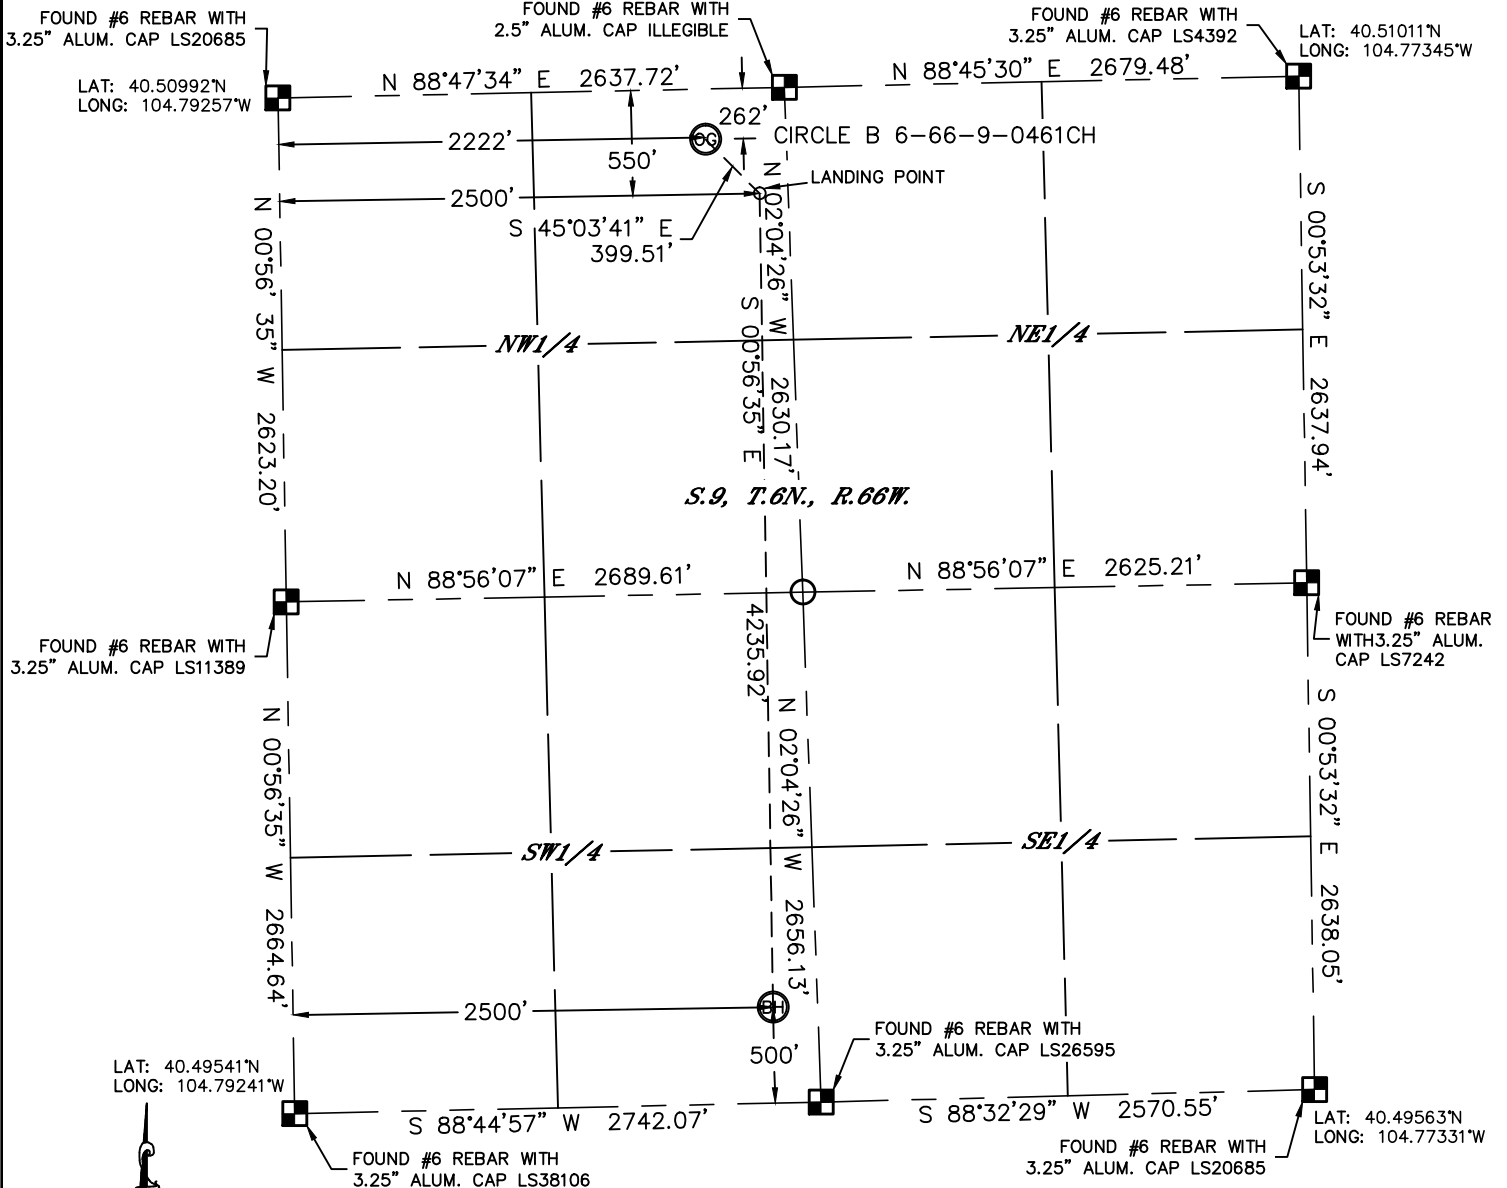 FOUND #6 REBAR WITH
3.25" ALUM. CAP LS20685
FOUND #6 REBAR WITH
2.5" ALUM. CAP ILLEGIBLE
FOUND #6 REBAR WITH
3.25" ALUM. CAP LS4392
LAT: 40.51011°N
LONG: 104.77345°W
LAT: 40.50992°N
LONG: 104.79257°W
N 88°47'34" E 2637.72'
N 88°45'30" E 2679.48'
262'
2222'
OG
CIRCLE B 6-66-9-0461CH
550'
LANDING POINT
2500'
S 45°03'41" E
399.51'
N 00°56' 35" W 2623.20'
N 02°04'26" W 2630.17'
S 00°56'35" E 4235.92'
S 00°53'32" E 2637.94'
NW1/4
NE1/4
S.9, T.6N., R.66W.
N 88°56'07" E 2689.61'
N 88°56'07" E 2625.21'
FOUND #6 REBAR WITH
3.25" ALUM. CAP LS11389
FOUND #6 REBAR
WITH3.25" ALUM.
CAP LS7242
N 00°56'35" W 2664.64'
N 02°04'26" W 2656.13'
S 00°53'32" E 2638.05'
SW1/4
SE1/4
2500'
BH
500'
FOUND #6 REBAR WITH
3.25" ALUM. CAP LS26595
LAT: 40.49541°N
LONG: 104.79241°W
S 88°44'57" W 2742.07'
S 88°32'29" W 2570.55'
LAT: 40.49563°N
LONG: 104.77331°W
FOUND #6 REBAR WITH
3.25" ALUM. CAP LS38106
FOUND #6 REBAR WITH
3.25" ALUM. CAP LS20685